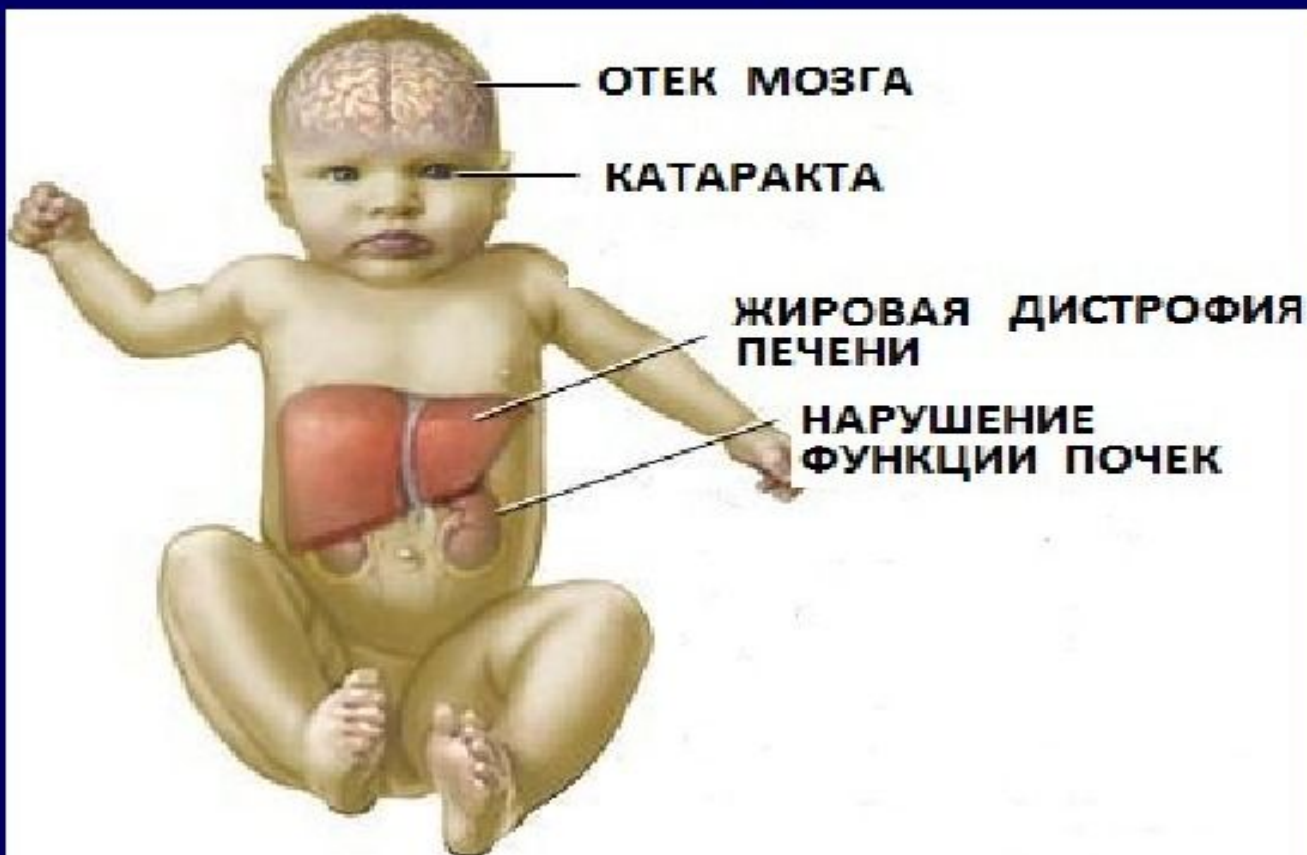 ОТЕК МОЗГА
КАТАРАКТА
ЖИРОВАЯ ДИСТРОФИЯ
ПЕЧЕНИ
НАРУШЕНИЕ
ФУНКЦИИ ПОЧЕК